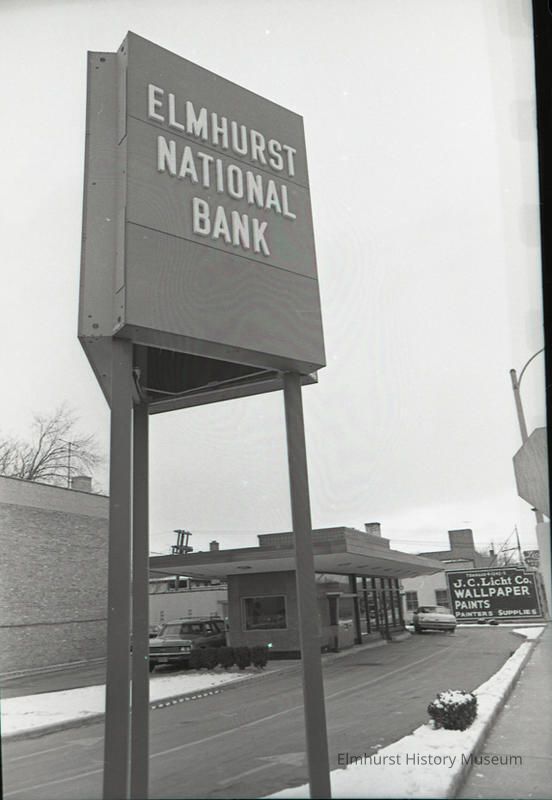 ELMHURST
NATIONAL
BANK
J.C. Licht Co.
WALLPAPER
PAINTS
PAINTERS SUPPLIES
Elmhurst History Museum